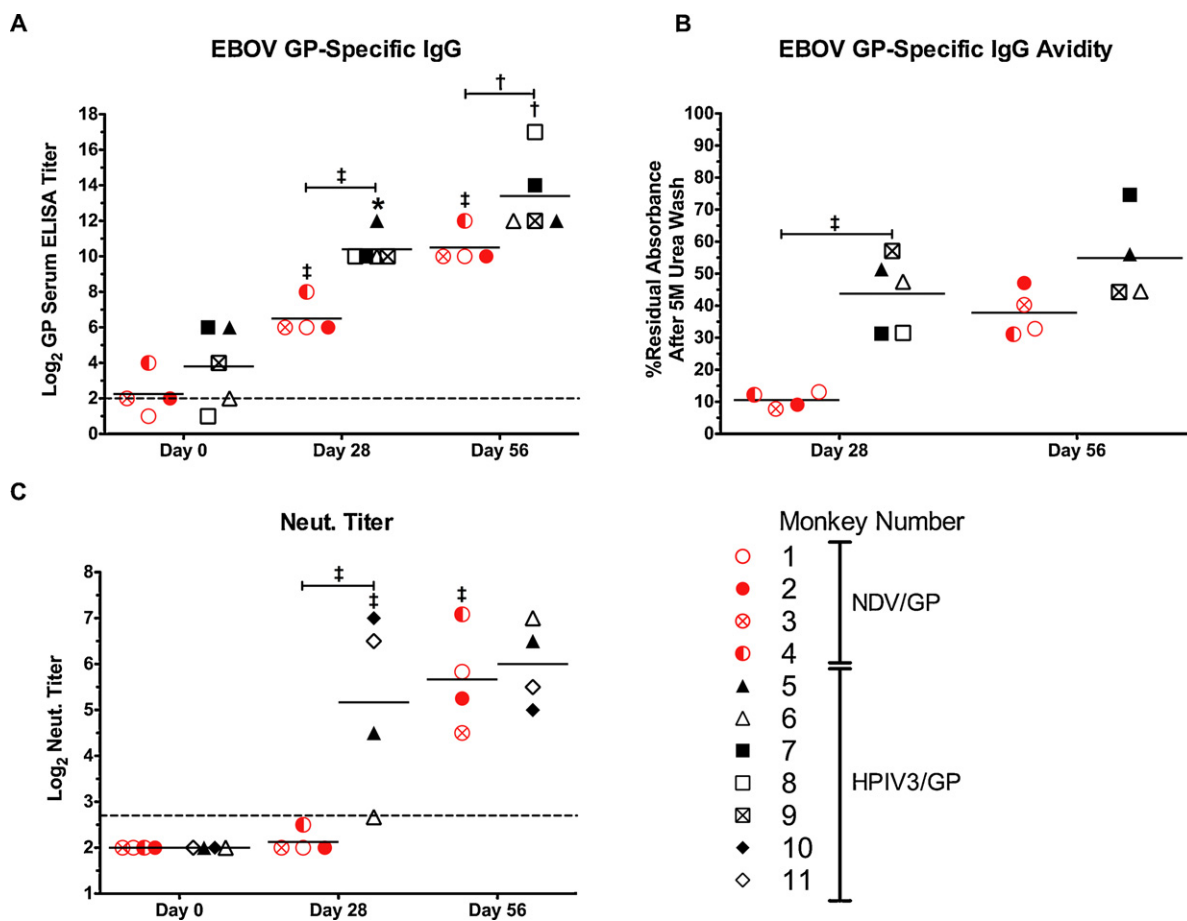 A
EBOV GP-Specific IgG
Log2 GP Serum ELISA Titer
18
16
14
12
10
8
6
4
2
0
‡
‡
*
‡
†
†
Day 0
Day 28
Day 56
B
EBOV GP-Specific IgG Avidity
%Residual Absorbance
After 5M Urea Wash
100
90
80
70
60
50
40
30
20
10
0
‡
Day 28
Day 56
C
Neut. Titer
Log2 Neut. Titer
8
7
6
5
4
3
2
1
‡
‡
‡
Day 0
Day 28
Day 56
Monkey Number
1
2
3
4
NDV/GP
5
6
7
8
9
10
11
HPIV3/GP